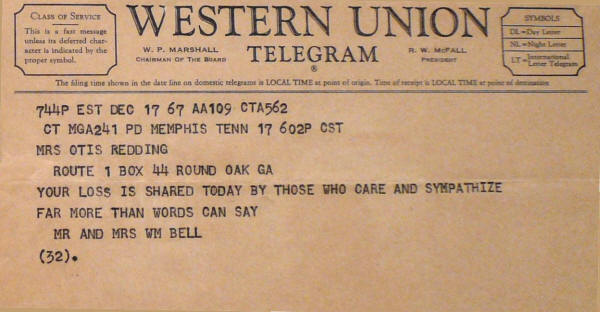 CLASS OF SERVICE
This is a fast message
unless its deferred char-
acter is indicated by the
proper symbol.
WESTERN UNION
TELEGRAM
®
W. P. MARSHALL
CHAIRMAN OF THE BOARD
R. W. McFALL
PRESIDENT
SYMBOLS
DL=Day Letter
NL=Night Letter
LT=International Letter Telegram
The filing time shown in the date line on domestic telegrams is LOCAL TIME at point of origin. Time of receipt is LOCAL TIME at point of destination
744P EST DEC 17 67 AA109 CTA562
CT MGA241 PD MEMPHIS TENN 17 602P CST
MRS OTIS REDDING
ROUTE 1 BOX 44 ROUND OAK GA
YOUR LOSS IS SHARED TODAY BY THOSE WHO CARE AND SYMPATHIZE
FAR MORE THAN WORDS CAN SAY
MR AND MRS WM BELL
(32).